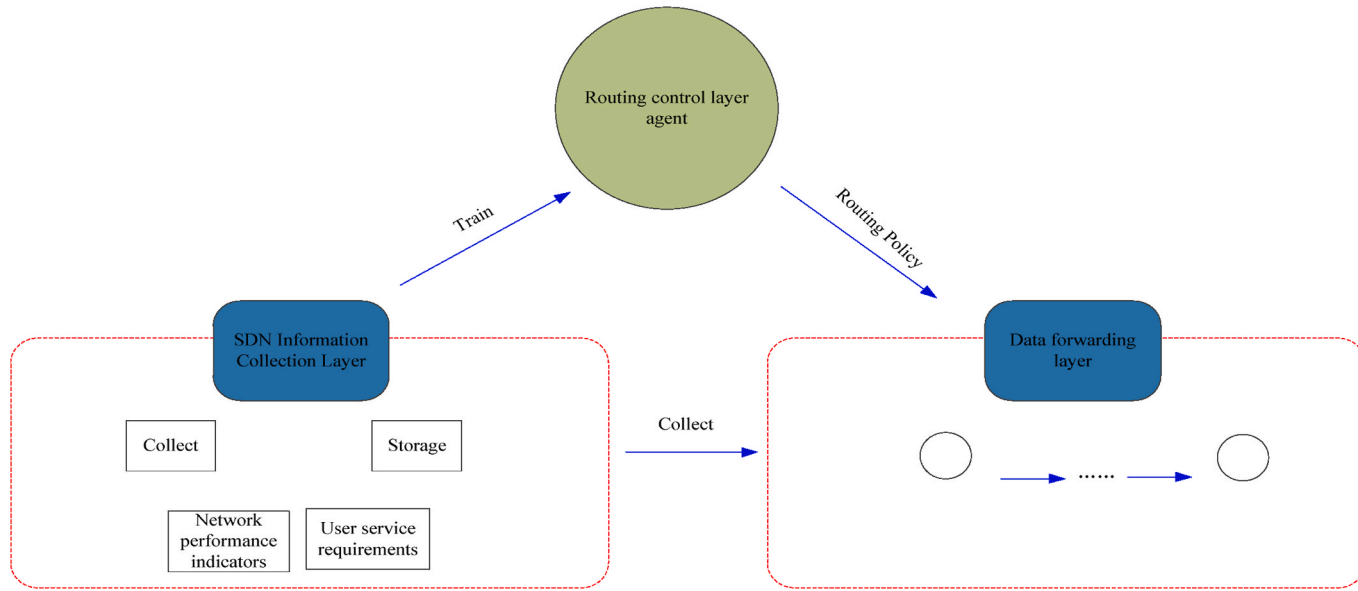 Routing control layer
agent
Train
Routing Policy
SDN Information
Collection Layer
Data forwarding
layer
Collect
Storage
Collect
......
Network
performance
indicators
User service
requirements